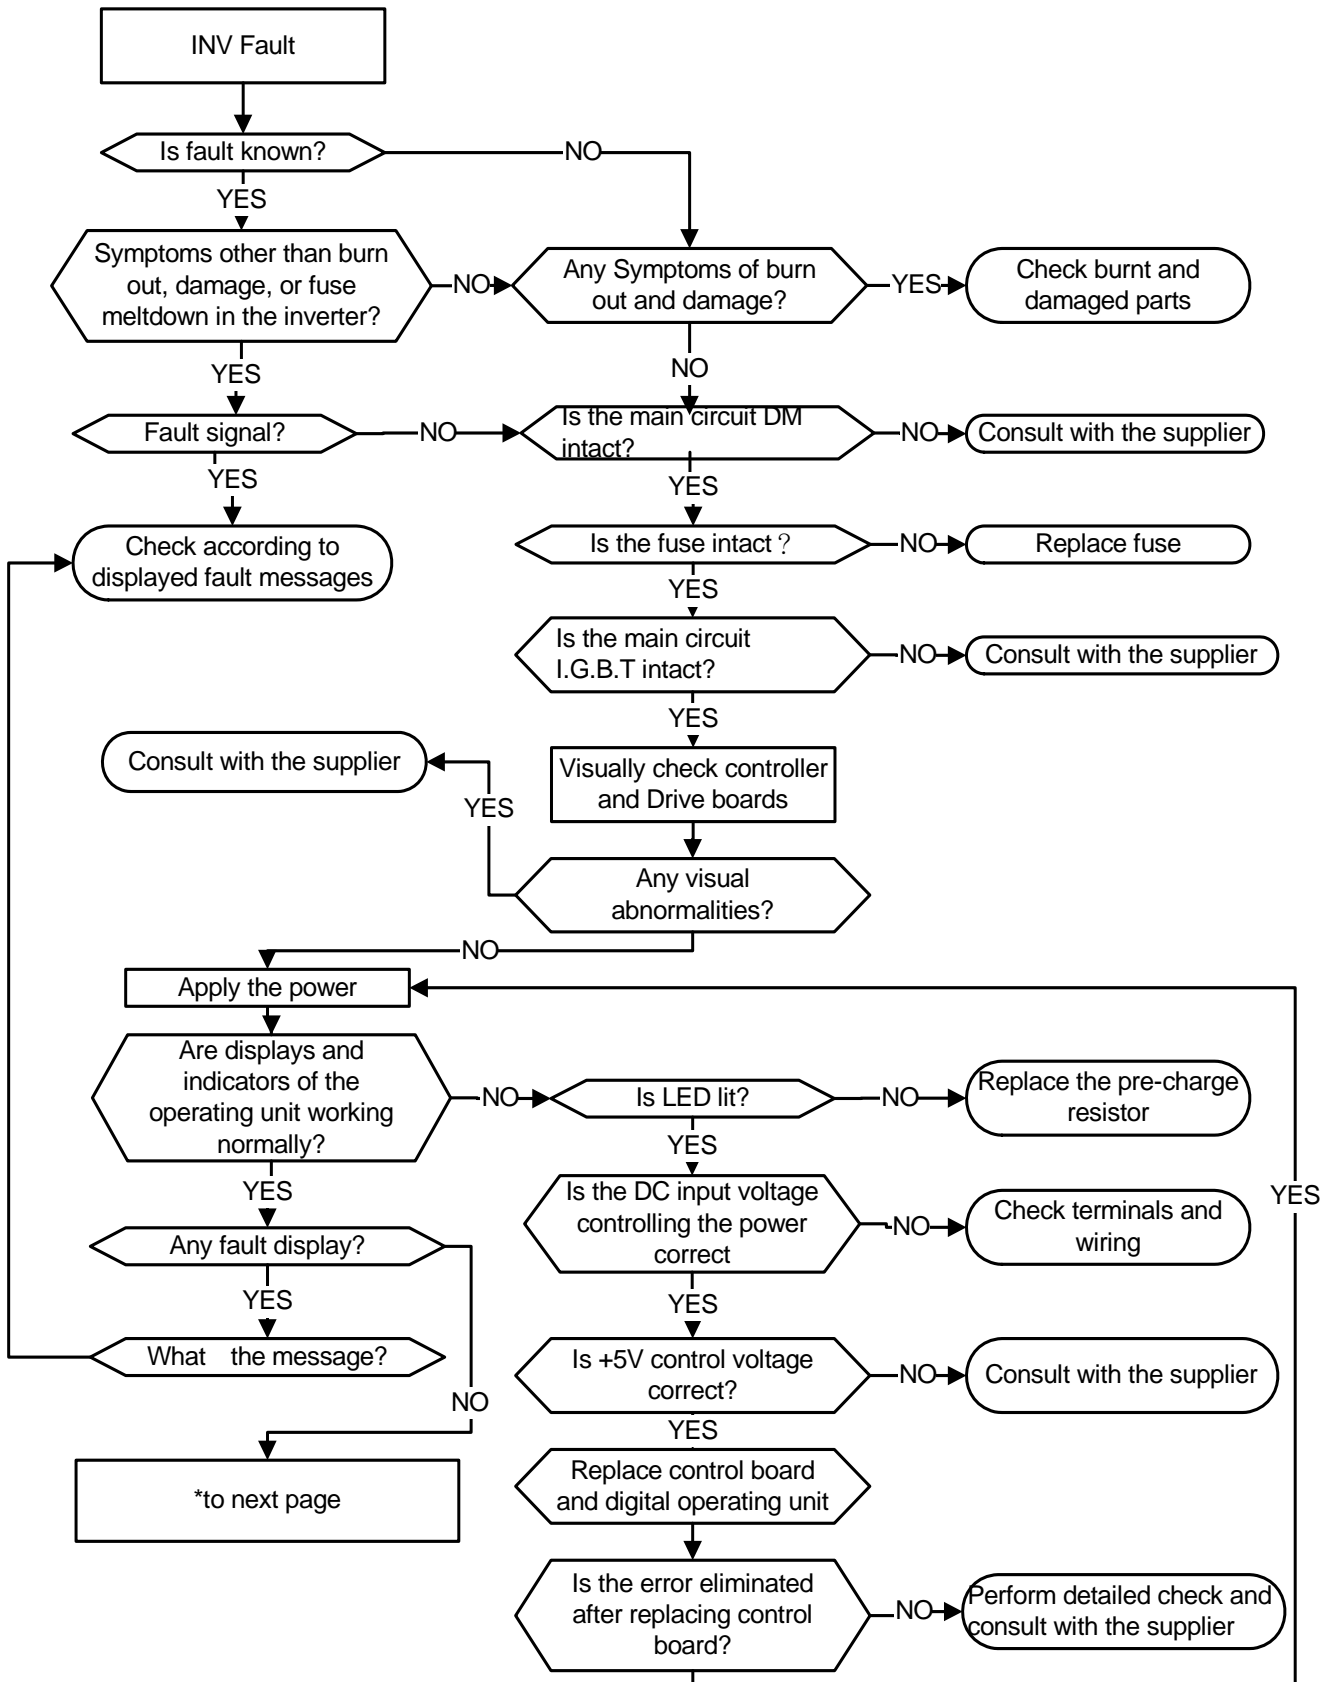 INV Fault
Is fault known?
NO
YES
Symptoms other than burn
out, damage, or fuse
meltdown in the inverter?
NO
Any Symptoms of burn
out and damage?
YES
Check burnt and
damaged parts
YES
NO
Fault signal?
NO
Is the main circuit DM
intact?
NO
Consult with the supplier
YES
YES
Check according to
displayed fault messages
Is the fuse intact？
NO
Replace fuse
YES
Is the main circuit
I.G.B.T intact?
NO
Consult with the supplier
YES
Consult with the supplier
Visually check controller
and Drive boards
YES
Any visual
abnormalities?
NO
Apply the power
Are displays and
indicators of the
operating unit working
normally?
NO
Is LED lit?
NO
Replace the pre-charge
resistor
YES
YES
YES
Is the DC input voltage
controlling the power
correct
NO
Check terminals and
wiring
Any fault display?
YES
YES
What the message?
Is +5V control voltage
correct?
NO
Consult with the supplier
NO
YES
*to next page
Replace control board
and digital operating unit
Is the error eliminated
after replacing control
board?
NO
Perform detailed check and
consult with the supplier